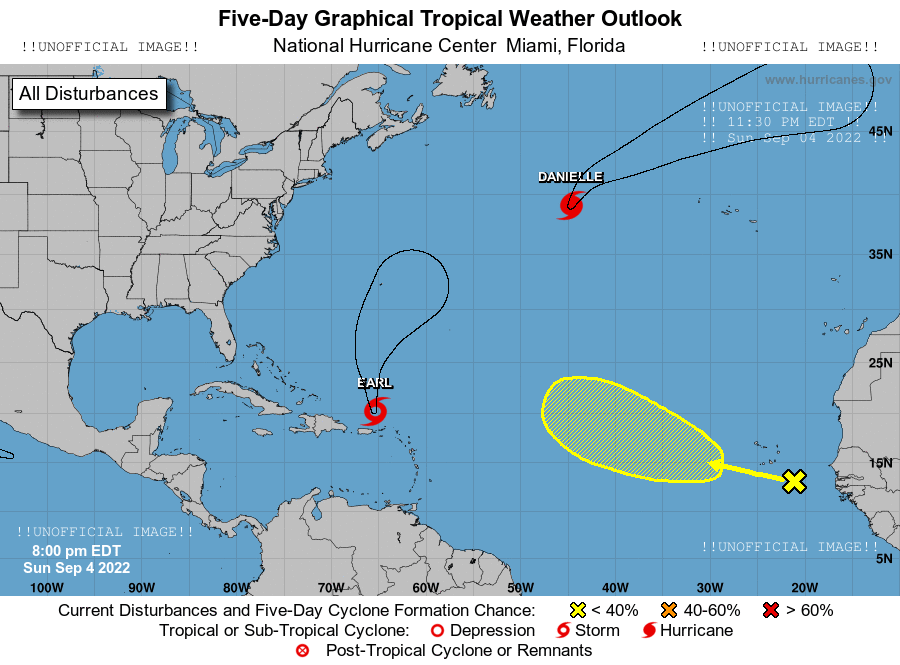 Five-Day Graphical Tropical Weather Outlook
!!UNOFFICIAL IMAGE!! National Hurricane Center Miami, Florida !!UNOFFICIAL IMAGE!!
www.hurricanes.gov
All Disturbances
!!UNOFFICIAL IMAGE!!
!! 11:30 PM EDT !!
!! Sun Sep 04 2022 !!
45N
DANIELLE
35N
25N
EARL
15N
!!UNOFFICIAL IMAGE!!
8:00 pm EDT
Sun Sep 4 2022
!!UNOFFICIAL IMAGE!!
5N
100W 90W 80W 70W 60W 50W 40W 30W 20W
Current Disturbances and Five-Day Cyclone Formation Chance: < 40% 40-60% > 60%
Tropical or Sub-Tropical Cyclone: Depression Storm Hurricane
Post-Tropical Cyclone or Remnants